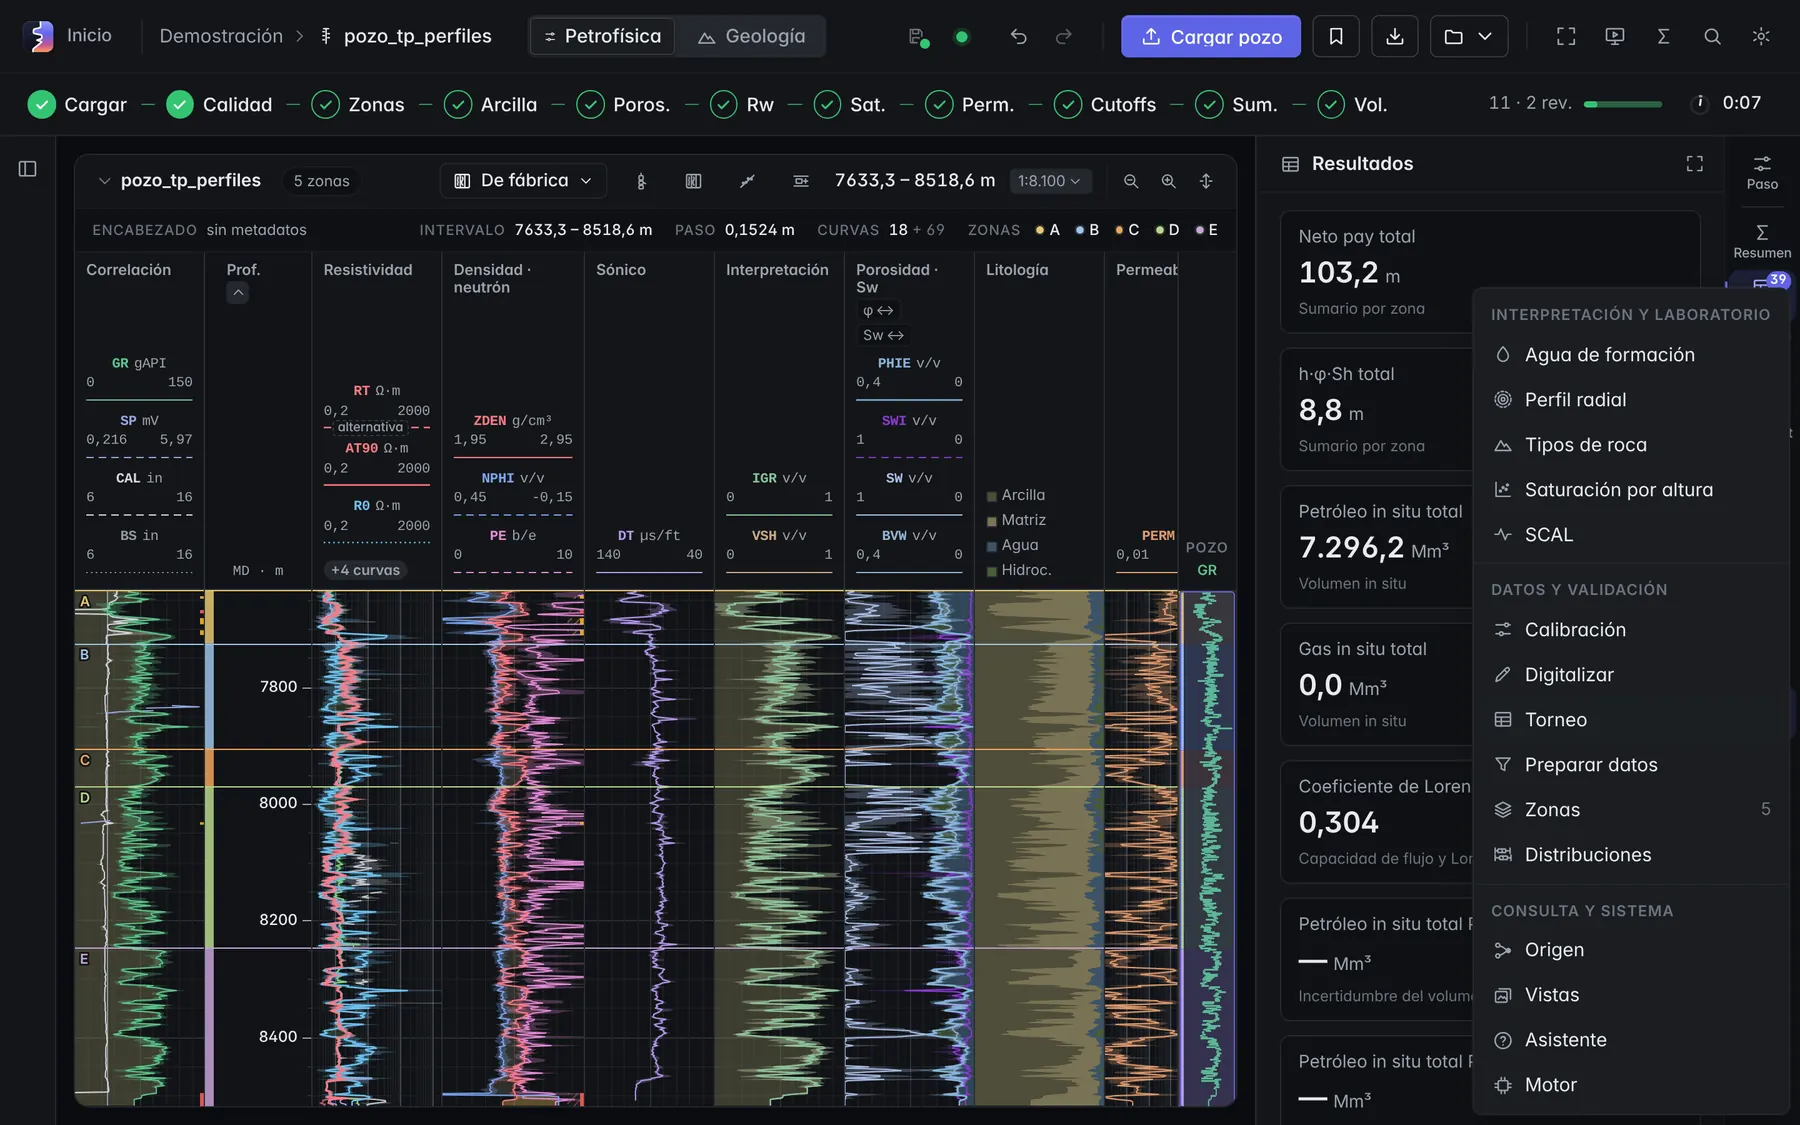 Inicio
Demostración
pozo_tp_perfiles
Petrofísica
Geología
Cargar pozo
Cargar
Calidad
Zonas
Arcilla
Poros.
Rw
Sat.
Perm.
Cutoffs
Sum.
Vol.
11 · 2 rev.
0:07
pozo_tp_perfiles
5 zonas
De fábrica
7633,3 – 8518,6 m
1:8.100
ENCABEZADO sin metadatos
INTERVALO 7633,3 – 8518,6 m
PASO 0,1524 m
CURVAS 18 + 69
ZONAS A B C D E
Correlación
GR gAPI
0 150
SP mV
0,216 5,97
CAL in
6 16
BS in
6 16
Prof.
MD · m
Resistividad
RT Ω·m
0,2 2000
alternativa
AT90 Ω·m
0,2 2000
R0 Ω·m
0,2 2000
+4 curvas
Densidad ·
neutrón
ZDEN g/cm³
1,95 2,95
NPHI v/v
0,45 -0,15
PE b/e
0 10
Sónico
DT µs/ft
140 40
Interpretación
IGR v/v
0 1
VSH v/v
0 1
Porosidad ·
Sw
φ ↔
Sw ↔
PHIE v/v
0,4 0
SWI v/v
1 0
SW v/v
1 0
BVW v/v
0,4 0
Litología
Arcilla
Matriz
Agua
Hidroc.
Permeab
PERM
0,01
POZO
GR
A
B
C
D
E
7800
8000
8200
8400
Resultados
Neto pay total
103,2 m
Sumario por zona
h·φ·Sh total
8,8 m
Sumario por zona
Petróleo in situ total
7.296,2 Mm³
Volumen in situ
Gas in situ total
0,0 Mm³
Volumen in situ
Coeficiente de Loren
0,304
Capacidad de flujo y Lor
Petróleo in situ total P
— Mm³
Incertidumbre del volume
Petróleo in situ total P
— Mm³
Paso
Resumen
39
INTERPRETACIÓN Y LABORATORIO
Agua de formación
Perfil radial
Tipos de roca
Saturación por altura
SCAL
DATOS Y VALIDACIÓN
Calibración
Digitalizar
Torneo
Preparar datos
Zonas 5
Distribuciones
CONSULTA Y SISTEMA
Origen
Vistas
Asistente
Motor